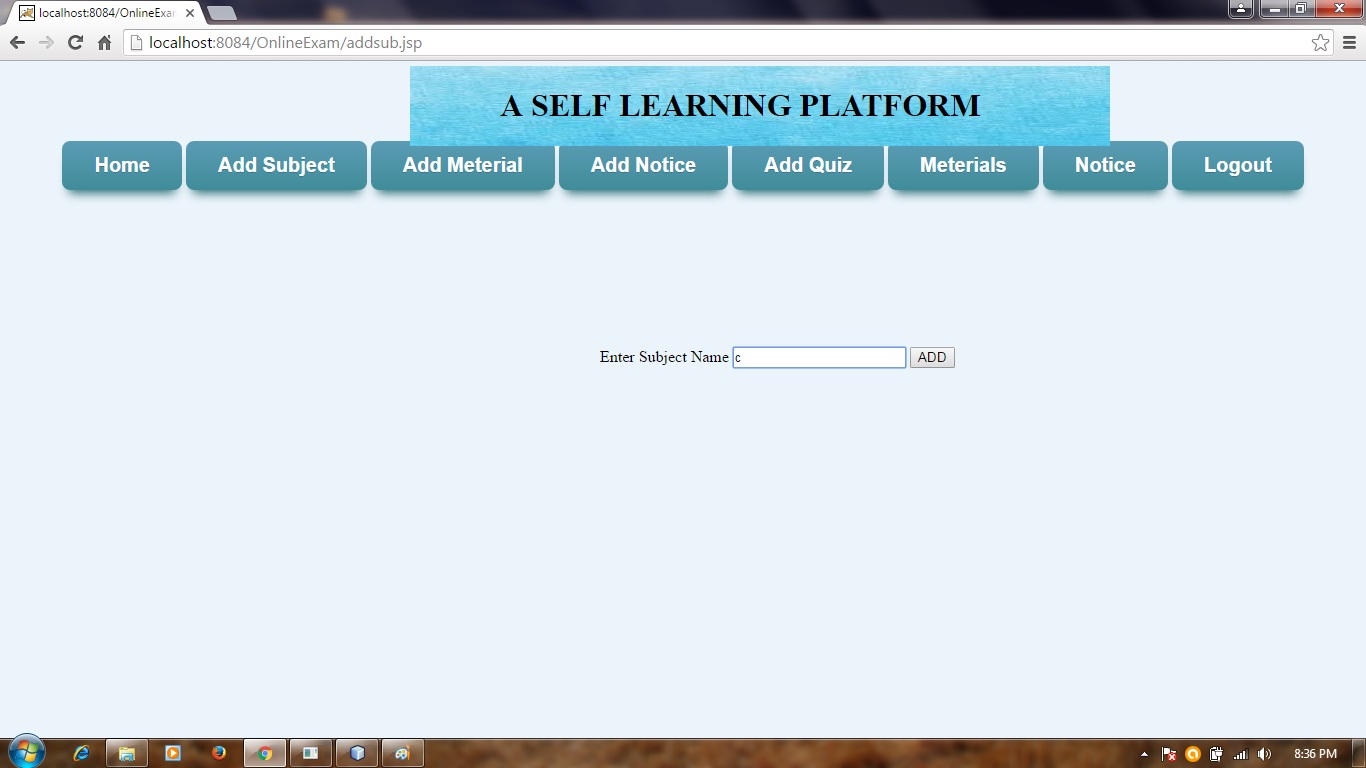 localhost:8084/OnlineExar
localhost:8084/OnlineExam/addsub.jsp
A SELF LEARNING PLATFORM
Home Add Subject Add Meterial Add Notice Add Quiz Meterials Notice Logout
Enter Subject Name c ADD
8:36 PM